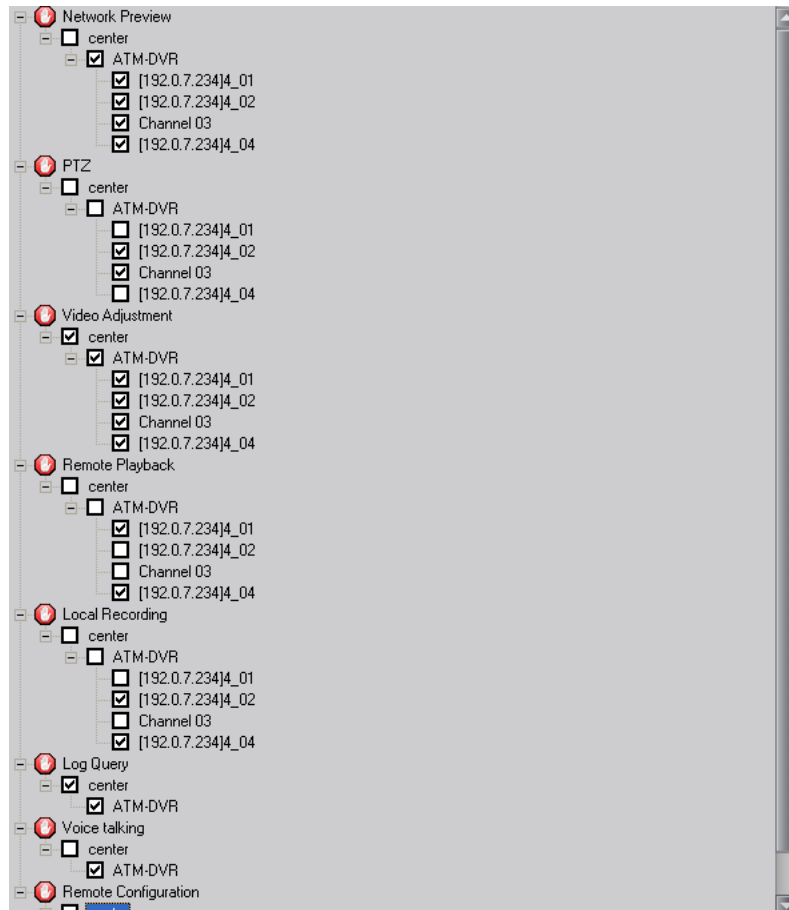 Network Preview
center
ATM-DVR
[192.0.7.234]4_01
[192.0.7.234]4_02
Channel 03
[192.0.7.234]4_04
PTZ
center
ATM-DVR
[192.0.7.234]4_01
[192.0.7.234]4_02
Channel 03
[192.0.7.234]4_04
Video Adjustment
center
ATM-DVR
[192.0.7.234]4_01
[192.0.7.234]4_02
Channel 03
[192.0.7.234]4_04
Remote Playback
center
ATM-DVR
[192.0.7.234]4_01
[192.0.7.234]4_02
Channel 03
[192.0.7.234]4_04
Local Recording
center
ATM-DVR
[192.0.7.234]4_01
[192.0.7.234]4_02
Channel 03
[192.0.7.234]4_04
Log Query
center
ATM-DVR
Voice talking
center
ATM-DVR
Remote Configuration